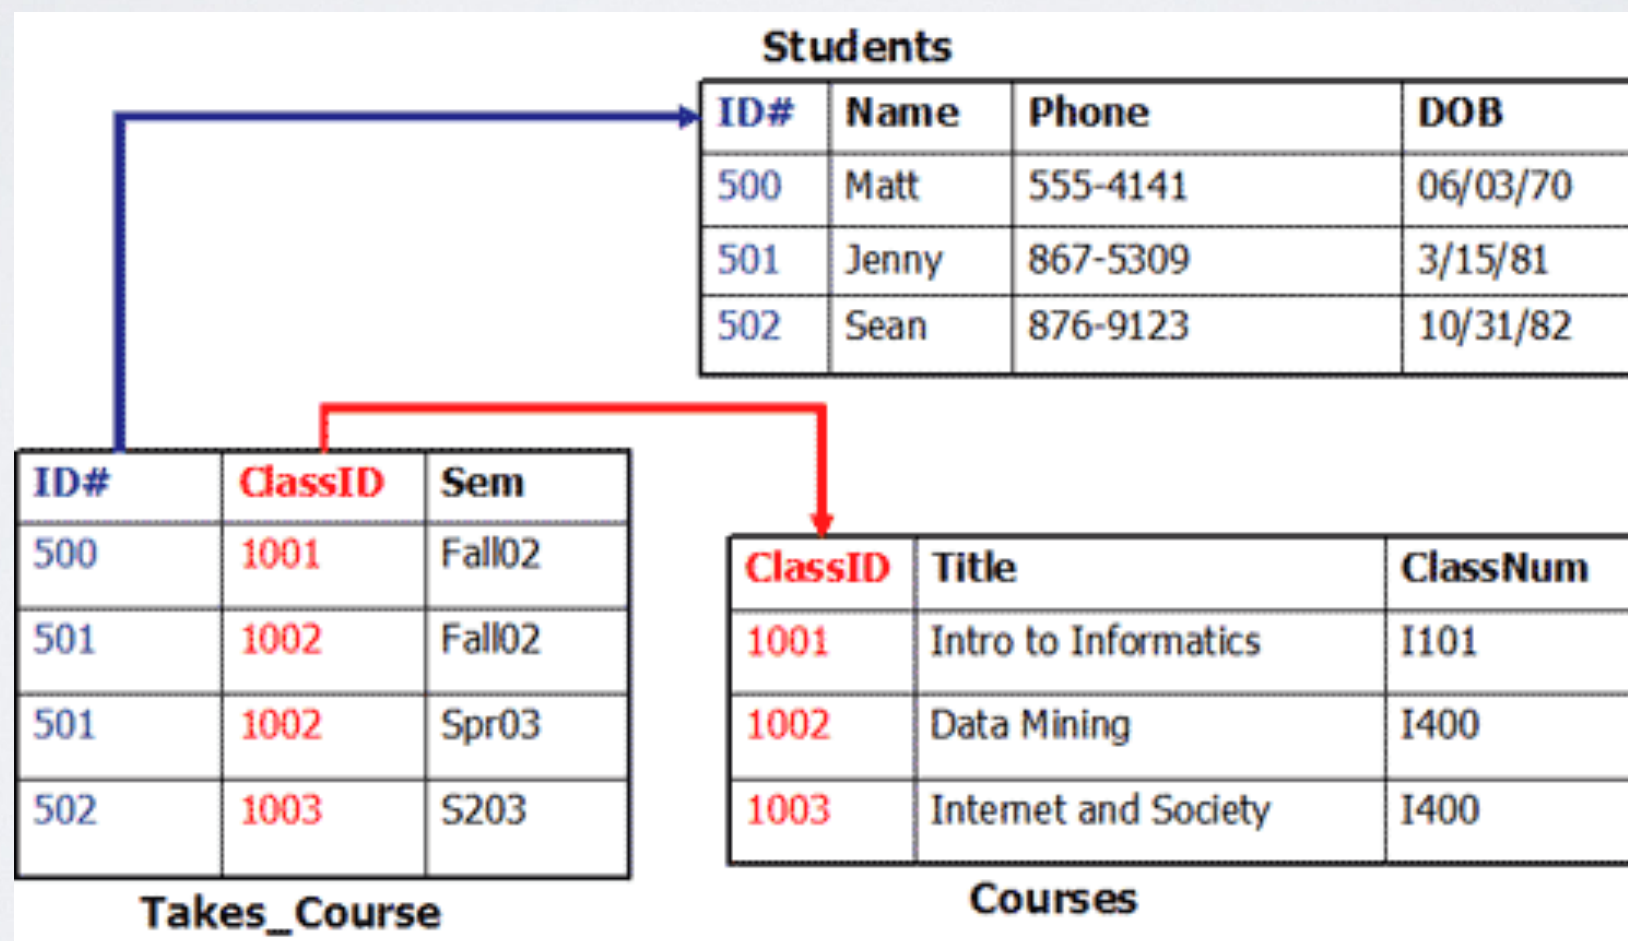 Students
ID# Name Phone DOB
500 Matt 555-4141 06/03/70
501 Jenny 867-5309 3/15/81
502 Sean 876-9123 10/31/82
ID# ClassID Sem
500 1001 Fall02
501 1002 Fall02
501 1002 Spr03
502 1003 S203
Takes_Course
ClassID Title ClassNum
1001 Intro to Informatics I101
1002 Data Mining I400
1003 Internet and Society I400
Courses